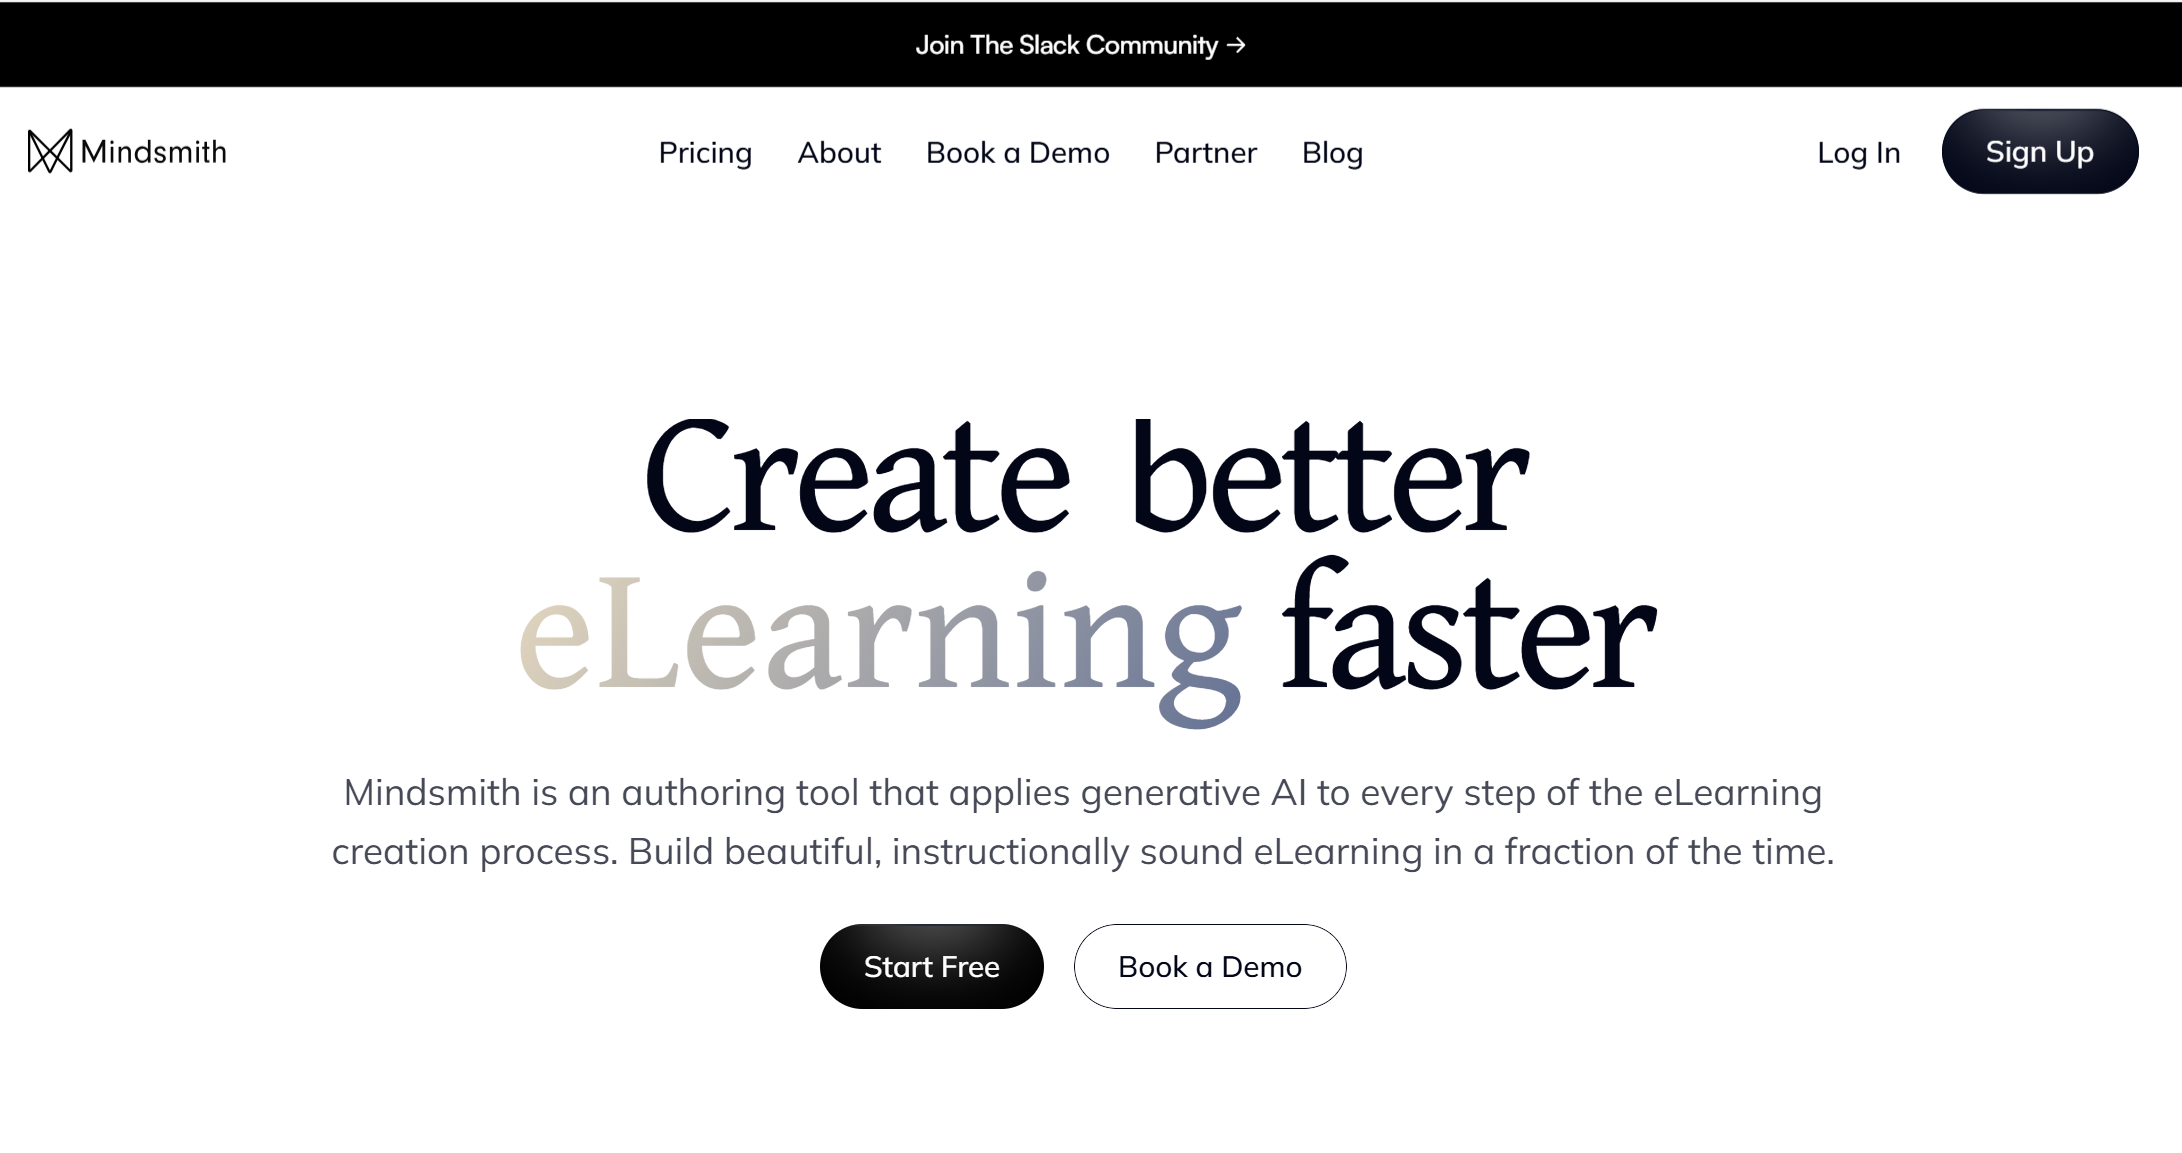 Join The Slack Community →
Mindsmith
Pricing
About
Book a Demo
Partner
Blog
Log In
Sign Up
Create better
eLearning faster
Mindsmith is an authoring tool that applies generative AI to every step of the eLearning
creation process. Build beautiful, instructionally sound eLearning in a fraction of the time.
Start Free
Book a Demo